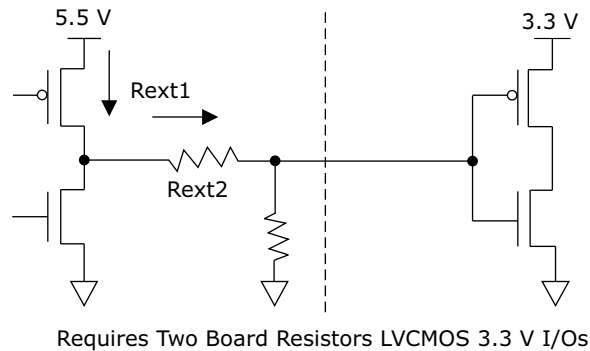 5.5 V
3.3 V
Rext1
Rext2
Requires Two Board Resistors LVCMOS 3.3 V I/Os